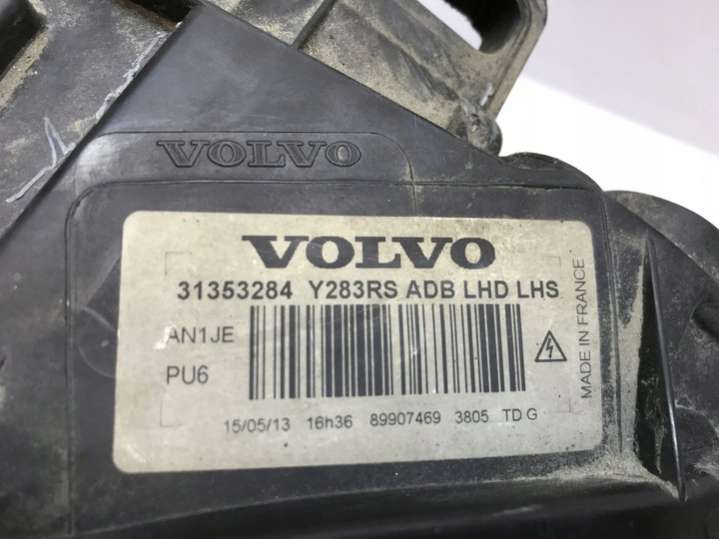 VOLVO
VOLVO
31353284 Y283RS ADB LHD LHS
AN1JE
PU6
MADE IN FRANCE
15/05/13 16h36 89907469 3805 TD G